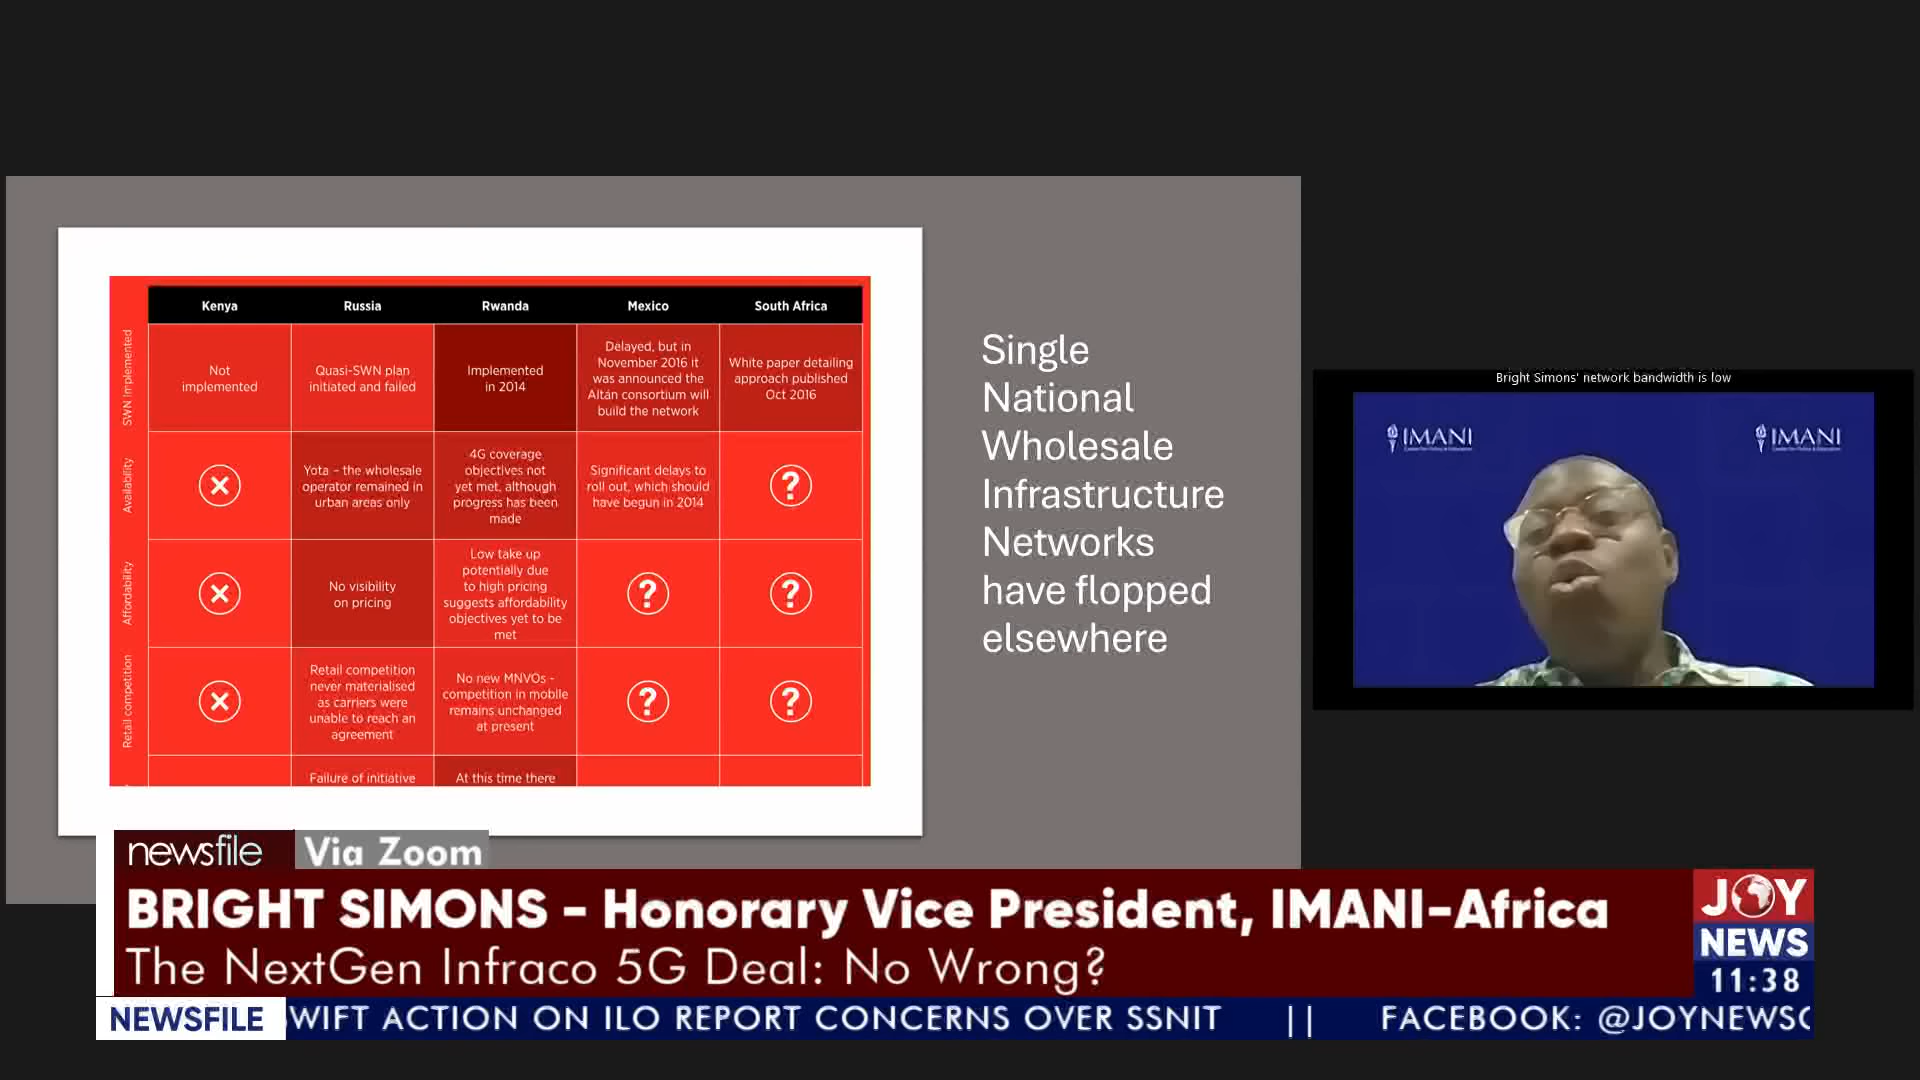 Kenya
Russia
Rwanda
Mexico
South Africa
SWN Implemented
Not
implemented
Quasi-SWN plan
initiated and failed
Implemented
in 2014
Delayed, but in
November 2016 it
was announced the
Altán consortium will
build the network
White paper detailing
approach published
Oct 2016
Availability
Yota – the wholesale
operator remained in
urban areas only
4G coverage
objectives not
yet met, although
progress has been
made
Significant delays to
roll out, which should
have begun in 2014
?
Affordability
No visibility
on pricing
Low take up
potentially due
to high pricing
suggests affordability
objectives yet to be
met
?
?
Retail competition
Retail competition
never materialised
as carriers were
unable to reach an
agreement
No new MNVOs -
competition in mobile
remains unchanged
at present
?
?
Failure of initiative
At this time there
Single
National
Wholesale
Infrastructure
Networks
have flopped
elsewhere
Bright Simons' network bandwidth is low
IMANI
IMANI
newsfile
Via Zoom
BRIGHT SIMONS - Honorary Vice President, IMANI-Africa
The NextGen Infraco 5G Deal: No Wrong?
JOY
NEWS
11:38
NEWSFILE
SWIFT ACTION ON ILO REPORT CONCERNS OVER SSNIT || FACEBOOK: @JOYNEWSO